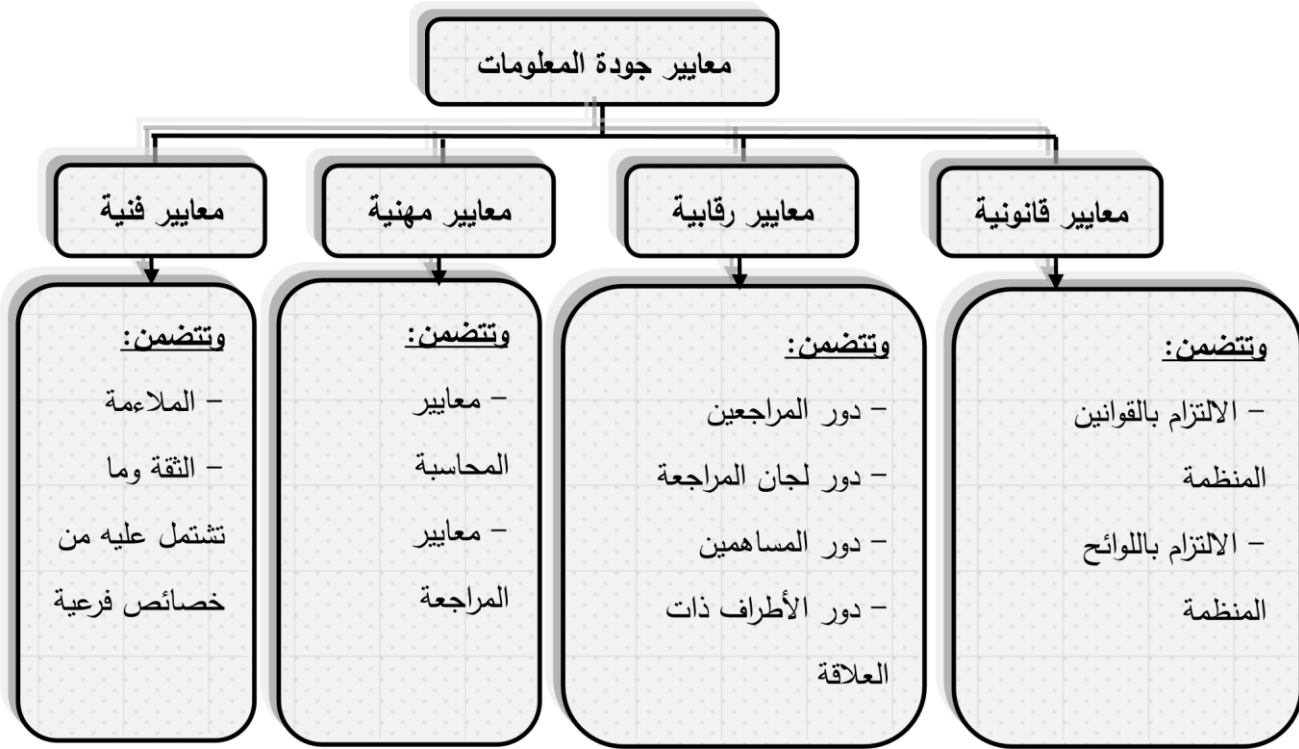 معايير جودة المعلومات
معايير قانونية
معايير رقابية
معايير مهنية
معايير فنية
وتتضمن:
- الالتزام بالقوانين
المنظمة
- الالتزام باللوائح
المنظمة
وتتضمن:
- دور المراجعين
- دور لجان المراجعة
- دور المساهمين
- دور الأطراف ذات
العلاقة
وتتضمن:
- معايير
المحاسبة
- معايير
المراجعة
وتتضمن:
- الملاءمة
- الثقة وما
تشتمل عليه من
خصائص فرعية